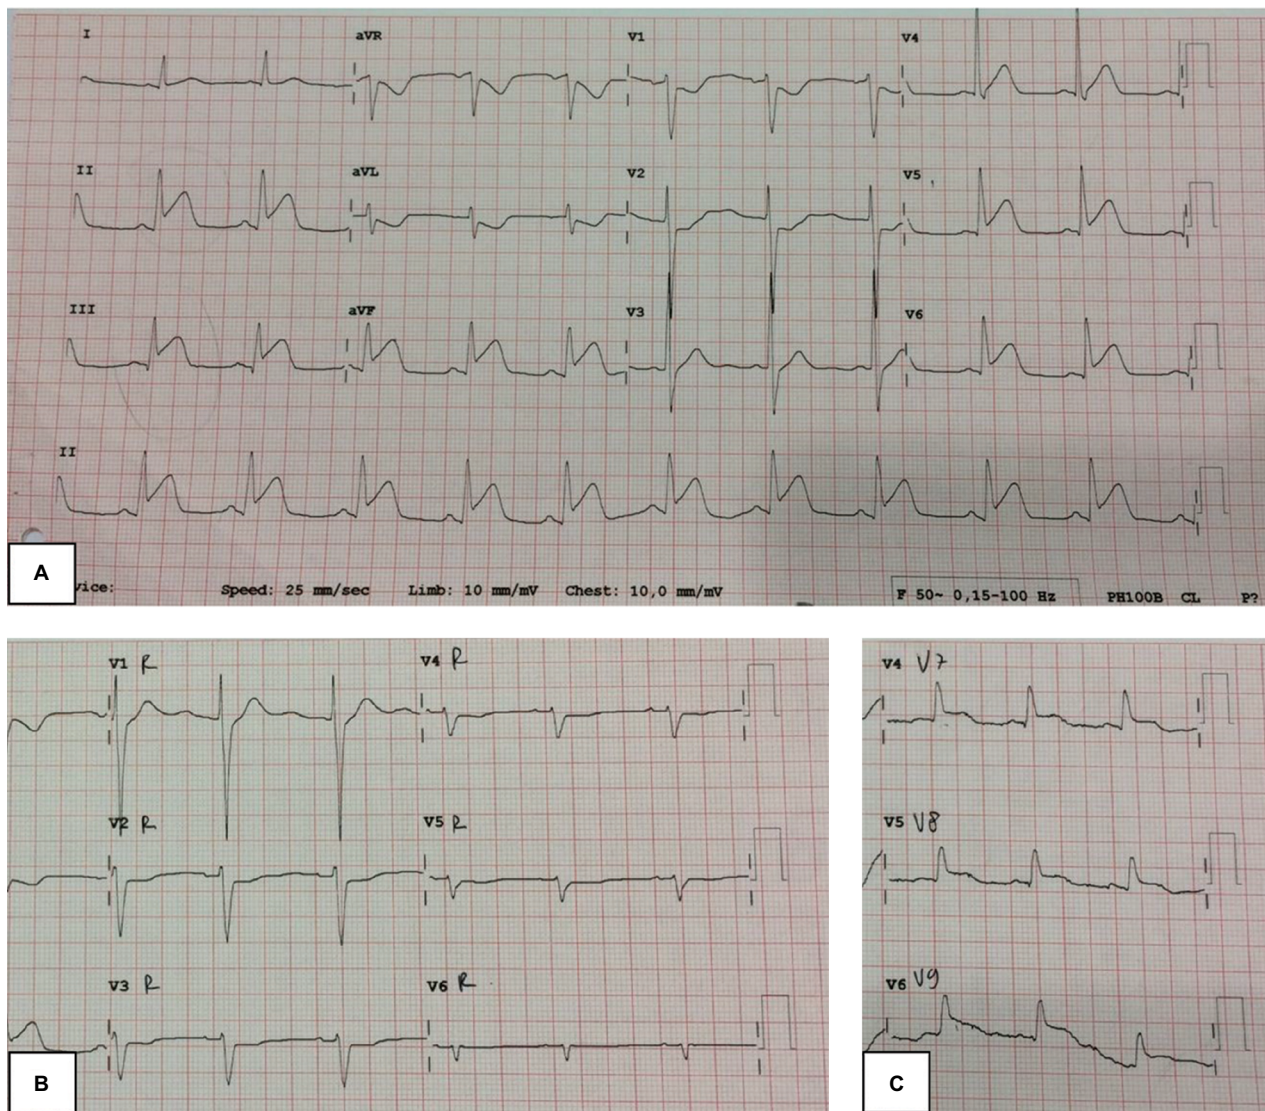 I aVR V1 V4
II aVL V2 V5
III aVF V3 V6
II
A
vice: Speed: 25 mm/sec Limb: 10 mm/mV Chest: 10,0 mm/mV F 50~ 0,15-100 Hz PH100B CL P?
V1 R V4 R
V2 R V5 R
V3 R V6 R
B
V4 V7
V5 V8
V6 V9
C